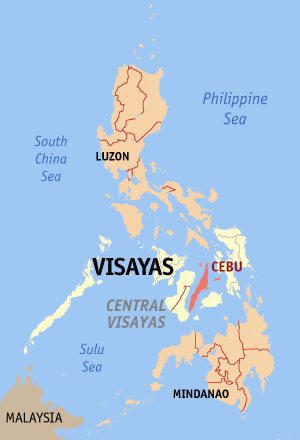 Philippine
Sea
South
China
Sea
LUZON
VISAYAS
CEBU
CENTRAL
VISAYAS
Sulu
Sea
MINDANAO
MALAYSIA